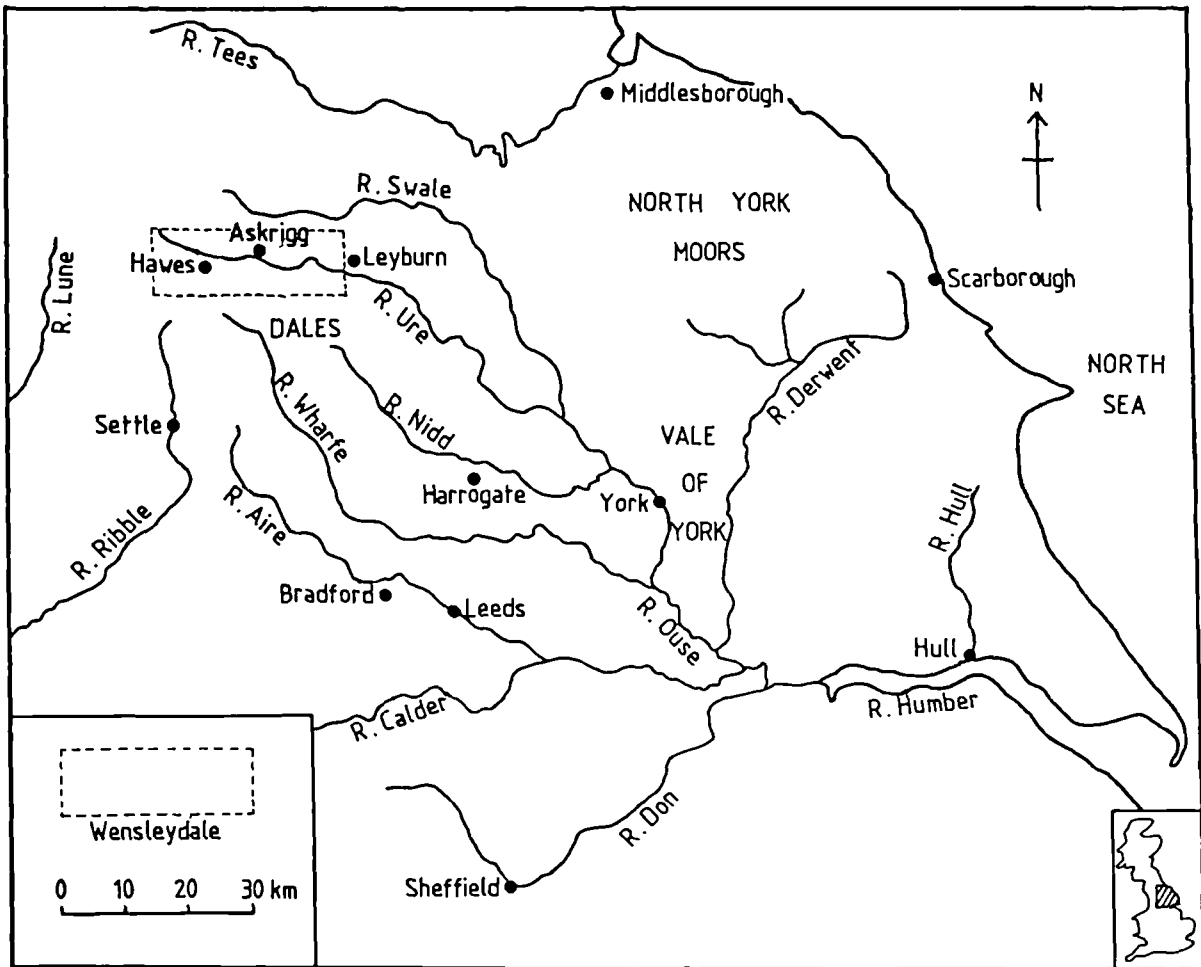 R. Tees
Middlesborough
N
R. Swale
NORTH YORK
MOORS
Askrigg
Hawes
Leyburn
Scarborough
R. Lune
R. Ure
DALES
NORTH
SEA
R. Derwent
R. Wharfe
R. Nidd
Settle
VALE
OF
YORK
Harrogate
York
R. Aire
R. Hull
R. Ribble
Bradford
Leeds
R. Ouse
Hull
R. Calder
R. Humber
R. Don
Sheffield
Wensleydale
0 10 20 30 km